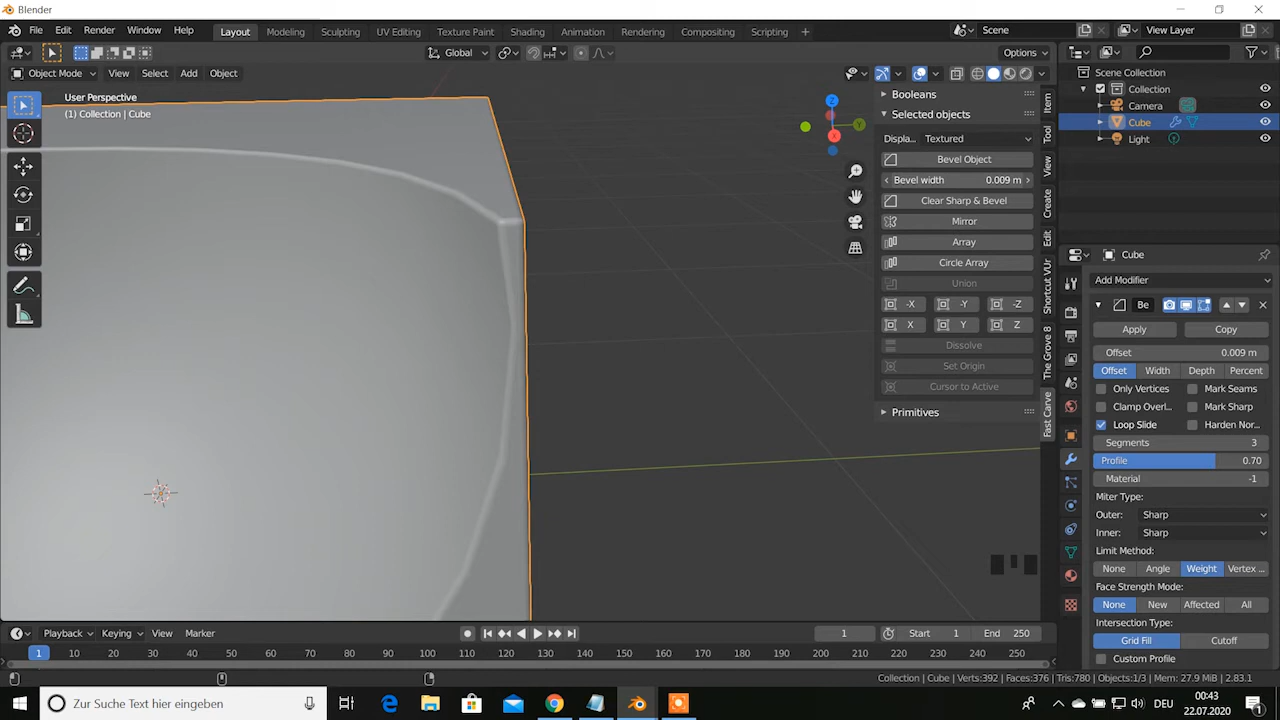 Blender
File Edit Render Window Help Layout Modeling Sculpting UV Editing Texture Paint Shading Animation Rendering Compositing Scripting + Scene View Layer
Global Options
Object Mode View Select Add Object
User Perspective
(1) Collection | Cube
Z
Y
X
Booleans
Selected objects
Displa... Textured
Bevel Object
Bevel width 0.009 m
Clear Sharp & Bevel
Mirror
Array
Circle Array
Union
-X -Y -Z
X Y Z
Dissolve
Set Origin
Cursor to Active
Primitives
Item
Tool
View
Create
Edit
Shortcut VUr
The Grove 8
Fast Carve
Scene Collection
Collection
Camera
Cube
Light
Cube
Add Modifier
Be
Apply Copy
Offset 0.009 m
Offset Width Depth Percent
Only Vertices Mark Seams
Clamp Overl... Mark Sharp
Loop Slide Harden Nor...
Segments 3
Profile 0.70
Material -1
Miter Type:
Outer: Sharp
Inner: Sharp
Limit Method:
None Angle Weight Vertex ...
Face Strength Mode:
None New Affected All
Intersection Type:
Grid Fill Cutoff
Custom Profile
Playback Keying View Marker 1 Start 1 End 250
1 10 20 30 40 50 60 70 80 90 100 110 120 130 140 150 160 170 180 190 200 210 220 230 240 250
Collection | Cube | Verts:392 | Faces:376 | Tris:780 | Objects:1/3 | Mem: 27.9 MiB | 2.83.1
Zur Suche Text hier eingeben
DEU
00:43
22.07.2020
1